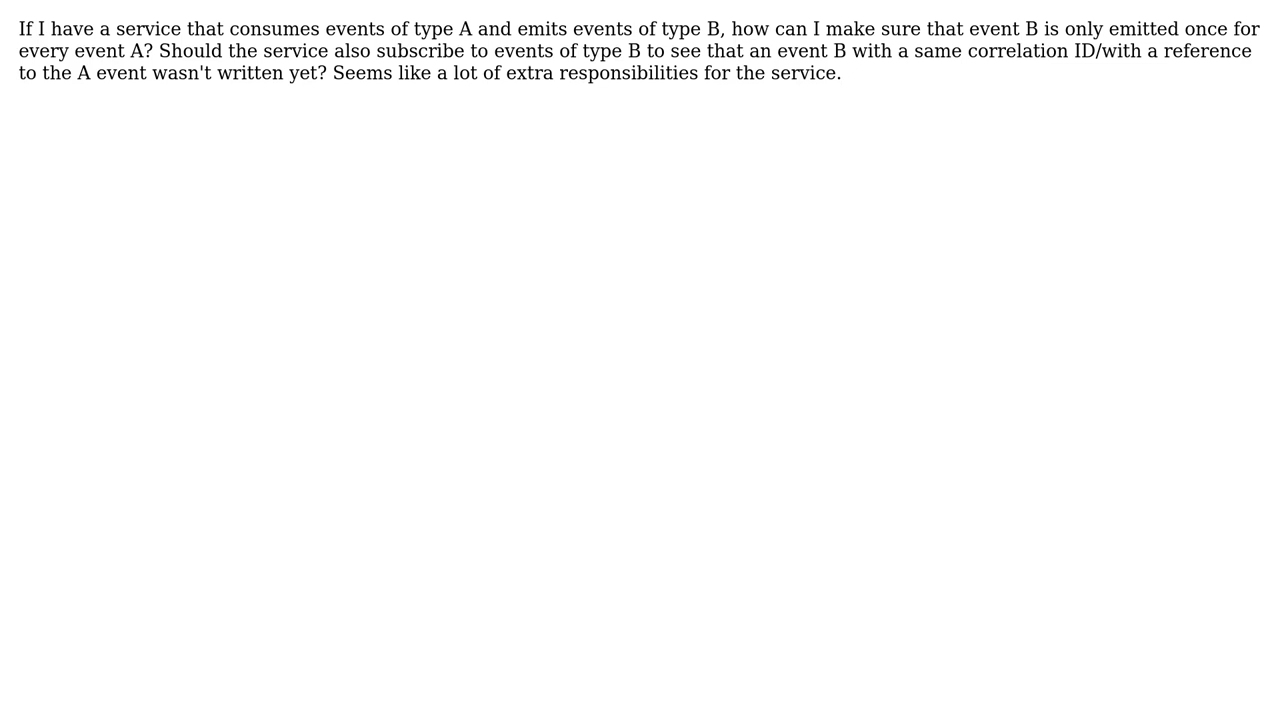 If I have a service that consumes events of type A and emits events of type B, how can I make sure that event B is only emitted once for
every event A? Should the service also subscribe to events of type B to see that an event B with a same correlation ID/with a reference
to the A event wasn't written yet? Seems like a lot of extra responsibilities for the service.